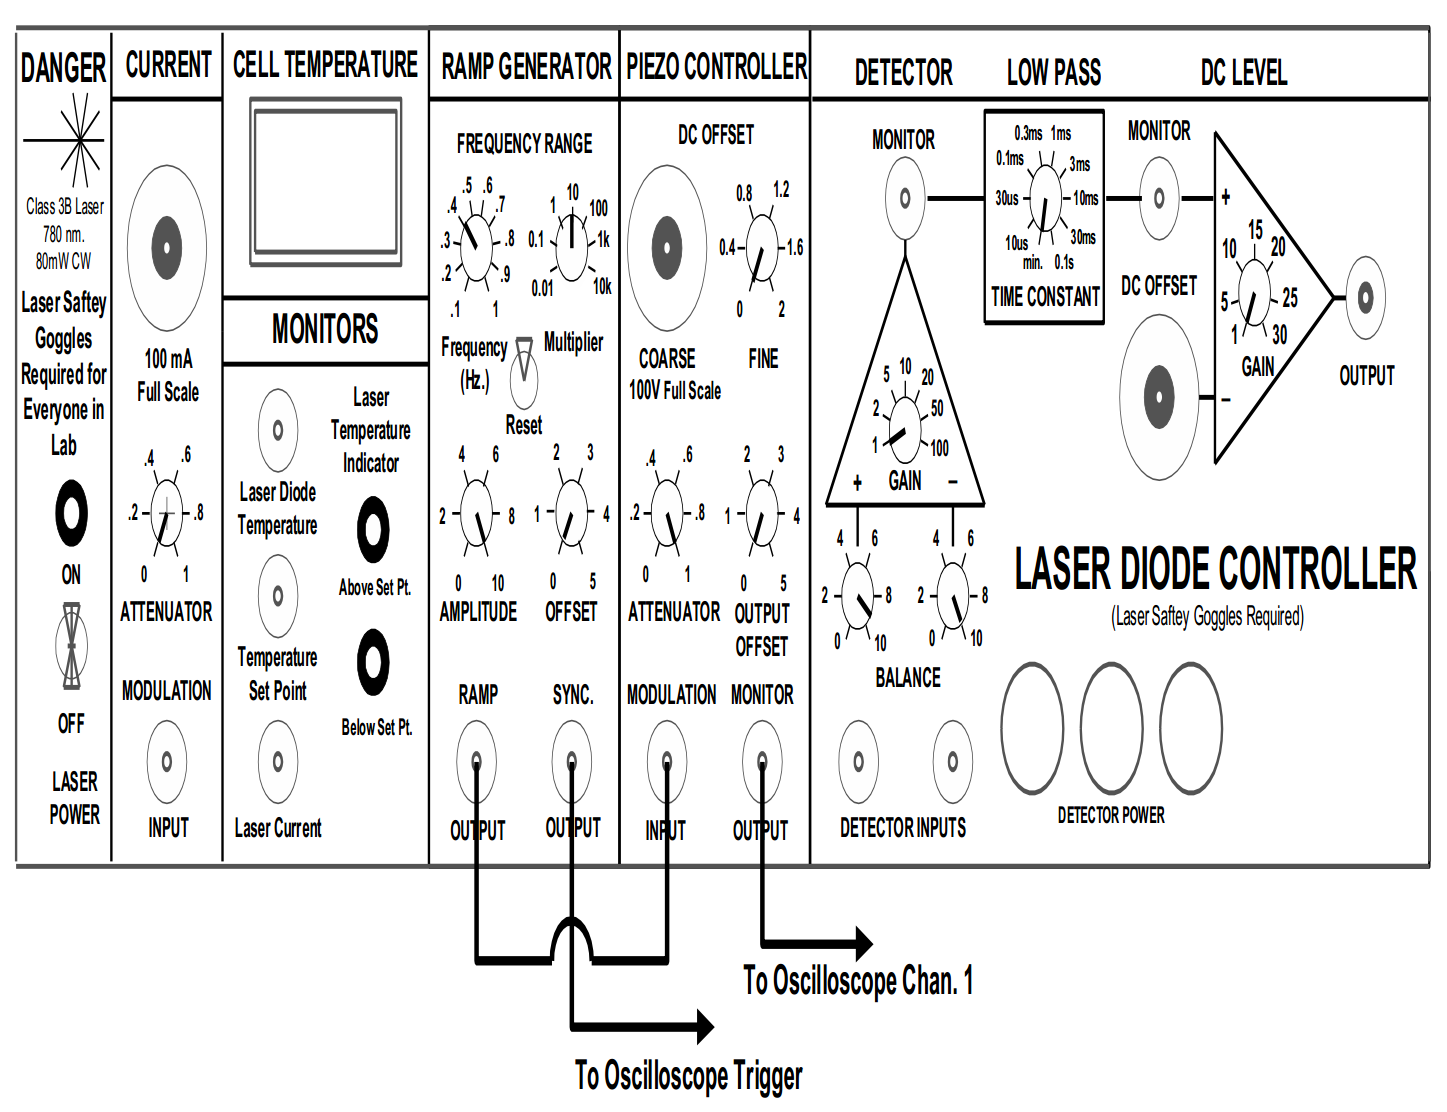 DANGER
Class 3B Laser
780 nm.
80mW CW
Laser Saftey
Goggles
Required for
Everyone in
Lab
ON
OFF
LASER
POWER
CURRENT
100 mA
Full Scale
.4 .6
.2 .8
0 1
ATTENUATOR
MODULATION
INPUT
CELL TEMPERATURE
MONITORS
Laser
Temperature
Indicator
Laser Diode
Temperature
Above Set Pt.
Temperature
Set Point
Below Set Pt.
Laser Current
RAMP GENERATOR
FREQUENCY RANGE
.5 .6
.4 .7
.3 .8
.2 .9
.1 1
Frequency
(Hz.)
10
1 100
0.1 1k
0.01 10k
Multiplier
Reset
4 6
2 8
0 10
AMPLITUDE
2 3
1 4
0 5
OFFSET
RAMP
OUTPUT
SYNC.
OUTPUT
PIEZO CONTROLLER
DC OFFSET
COARSE
100V Full Scale
0.8 1.2
0.4 1.6
0 2
FINE
.4 .6
.2 .8
0 1
ATTENUATOR
2 3
1 4
0 5
OUTPUT
OFFSET
MODULATION
INPUT
MONITOR
OUTPUT
DETECTOR
MONITOR
10
5 20
2 50
1 100
GAIN
+ –
4 6
2 8
0 10
4 6
2 8
0 10
BALANCE
DETECTOR INPUTS
LOW PASS
0.3ms 1ms
0.1ms 3ms
30us 10ms
10us 30ms
min. 0.1s
TIME CONSTANT
DC LEVEL
MONITOR
DC OFFSET
+
15
10 20
5 25
1 30
GAIN
–
OUTPUT
LASER DIODE CONTROLLER
(Laser Saftey Goggles Required)
DETECTOR POWER
To Oscilloscope Chan. 1
To Oscilloscope Trigger